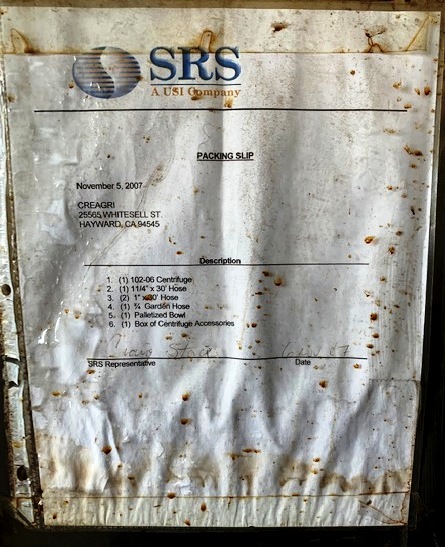 SRS
A USI Company
PACKING SLIP
November 5, 2007
CREAGRI
25565 WHITESELL ST.
HAYWARD, CA 94545
Description
1. (1) 102-06 Centrifuge
2. (1) 11/4" x 30' Hose
3. (2) 1" x 30' Hose
4. (1) ¾ Garden Hose
5. (1) Palletized Bowl
6. (1) Box of Centrifuge Accessories
SRS Representative Date